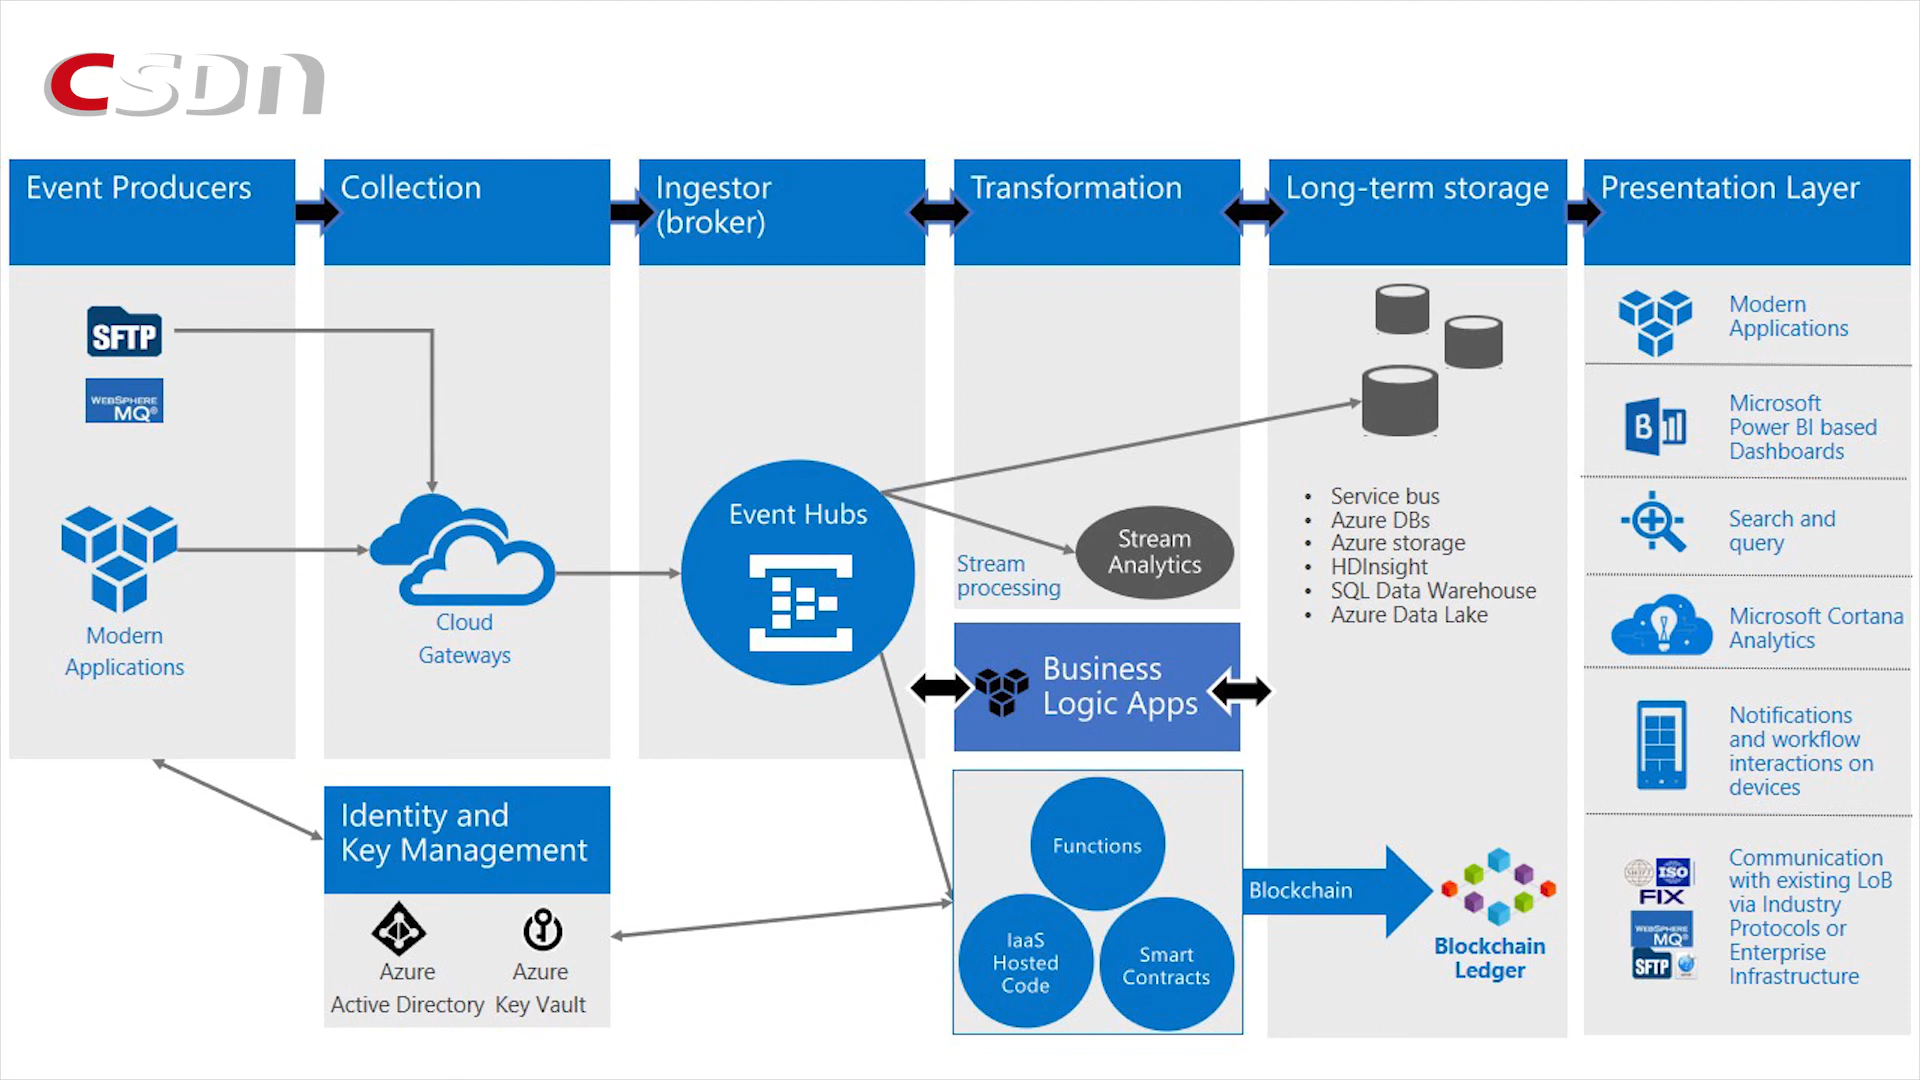 CSDN
Event Producers
Collection
Ingestor
(broker)
Transformation
Long-term storage
Presentation Layer
SFTP
WEBSPHERE
MQ®
Modern
Applications
Cloud
Gateways
Event Hubs
Stream
processing
Stream
Analytics
Business
Logic Apps
Functions
IaaS
Hosted
Code
Smart
Contracts
Blockchain
• Service bus
• Azure DBs
• Azure storage
• HDInsight
• SQL Data Warehouse
• Azure Data Lake
Blockchain
Ledger
Identity and
Key Management
Azure
Active Directory
Azure
Key Vault
Modern
Applications
Microsoft
Power BI based
Dashboards
Search and
query
Microsoft Cortana
Analytics
Notifications
and workflow
interactions on
devices
ISO
FIX
WEBSPHERE
MQ®
SFTP
Communication
with existing LoB
via Industry
Protocols or
Enterprise
Infrastructure